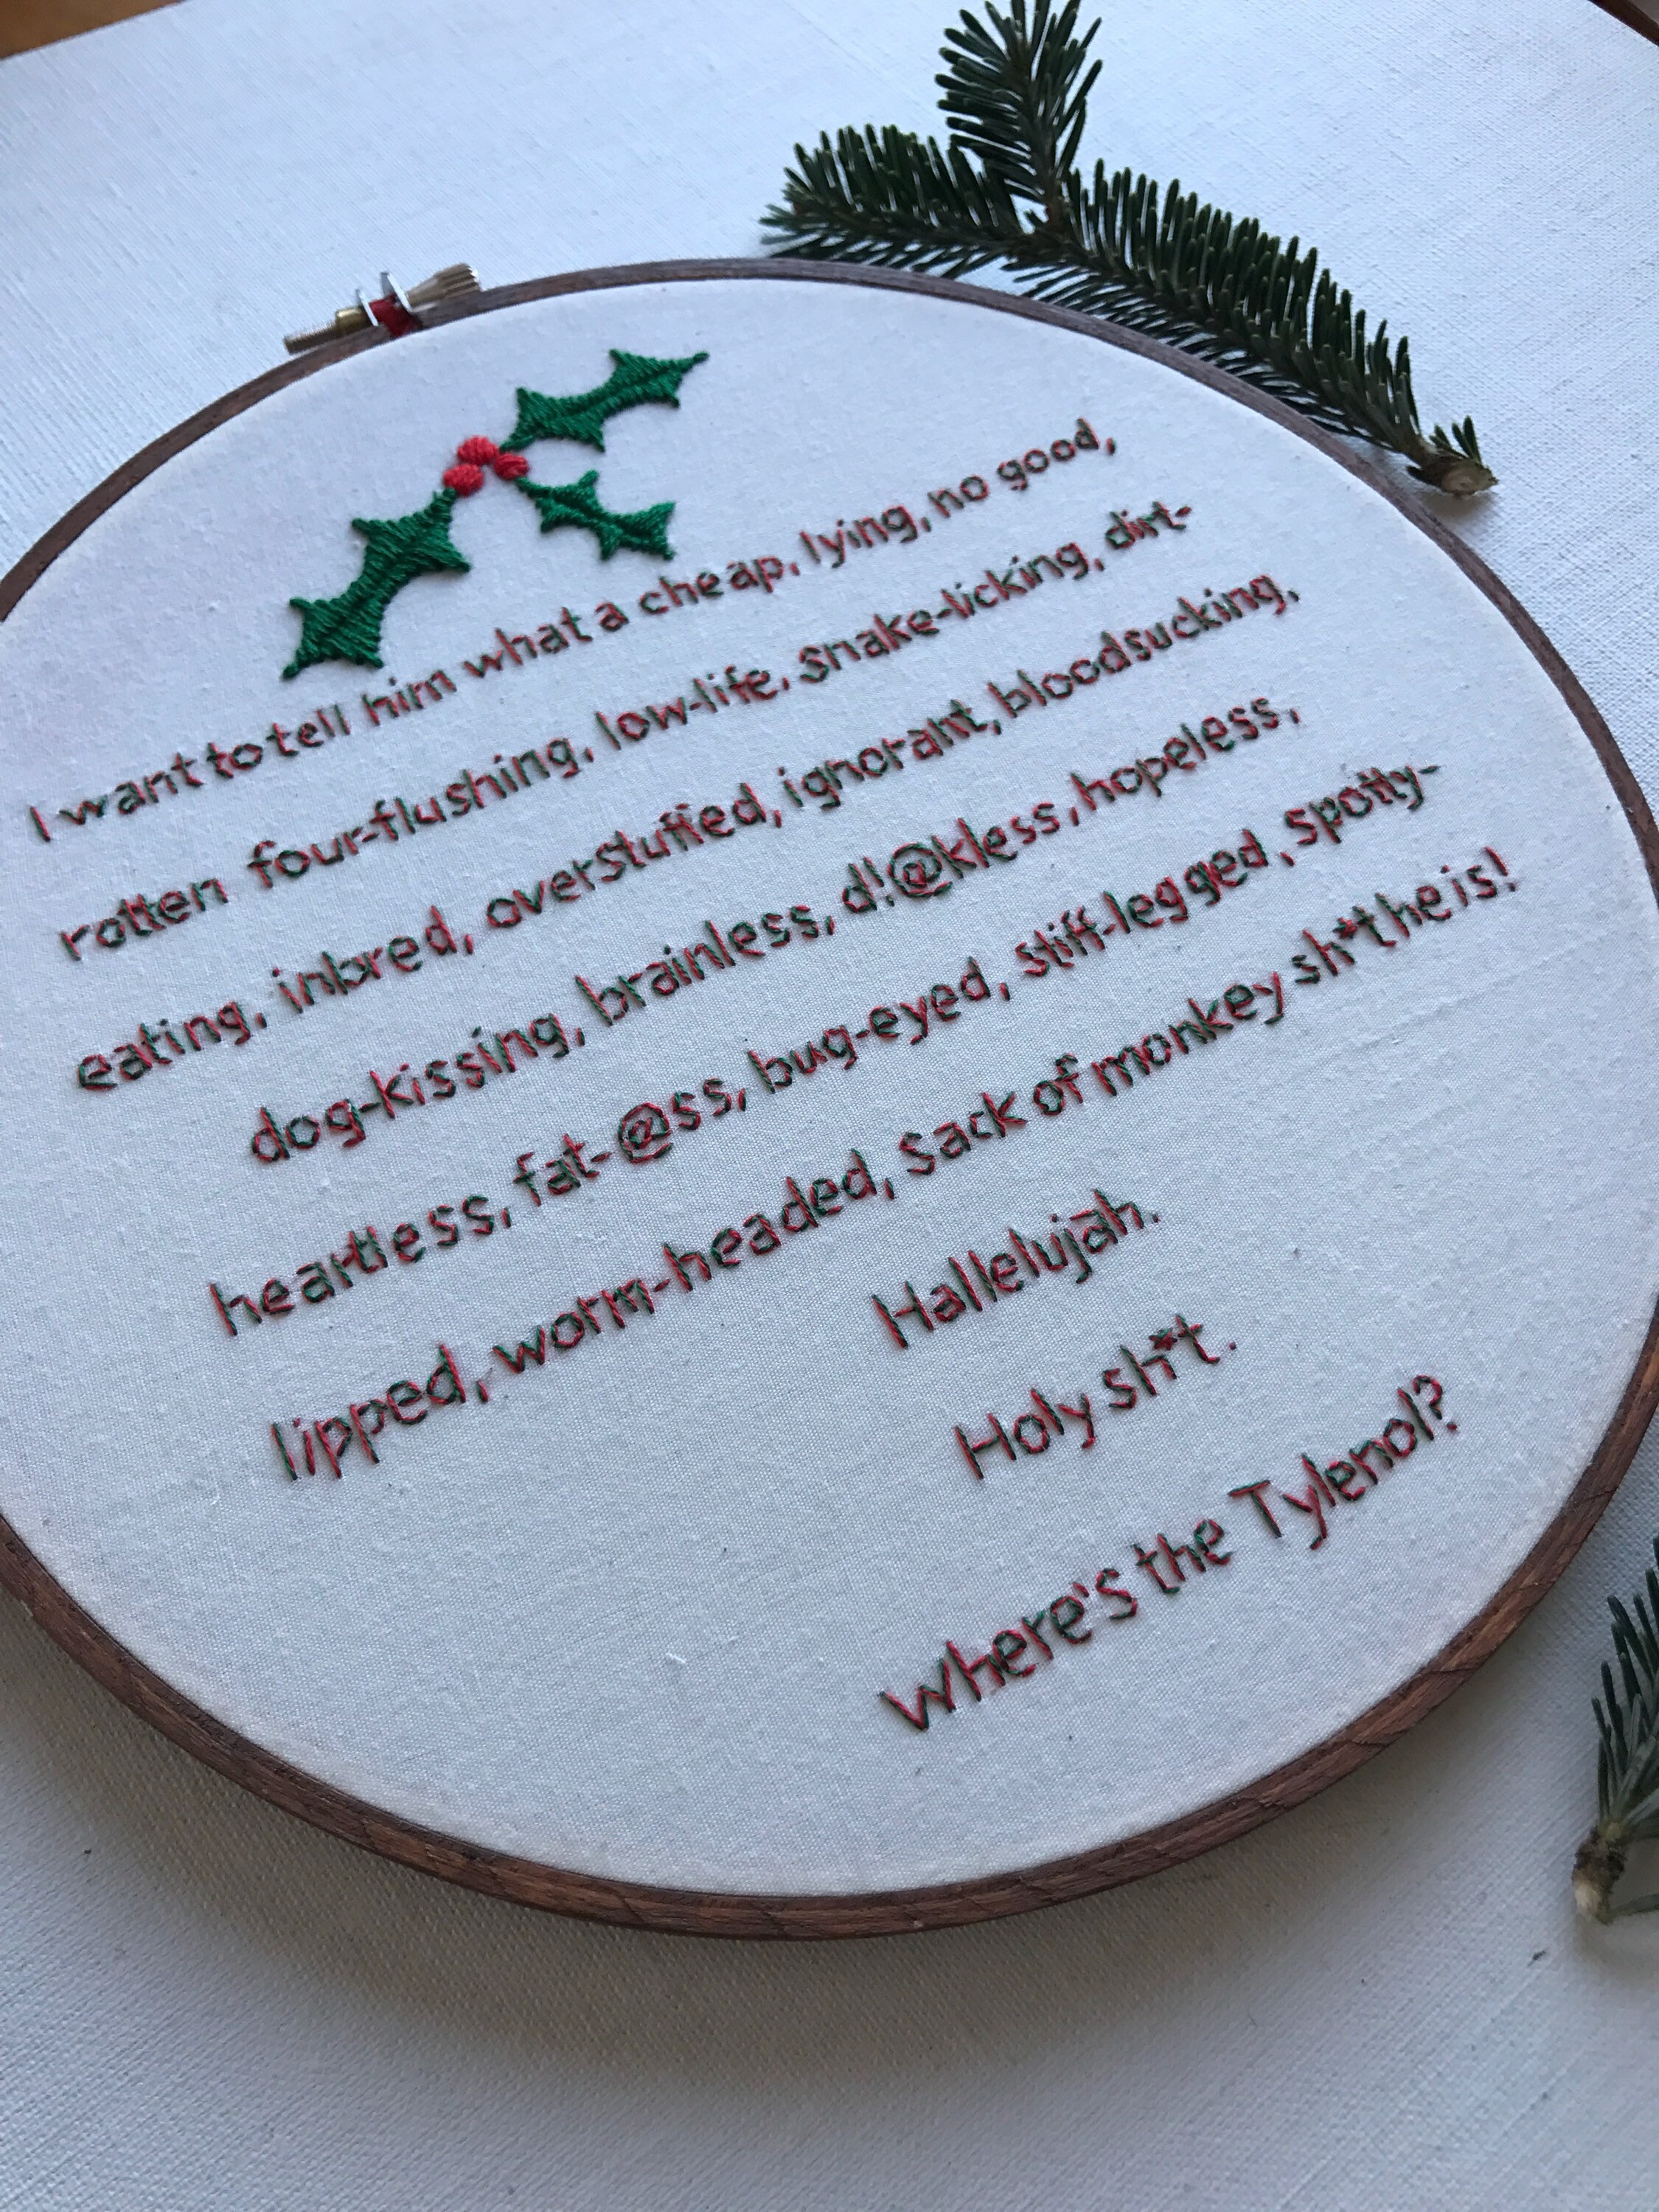 I want to tell him what a cheap, lying, no good,
rotten four-flushing, low-life, snake-licking, dirt-
eating, inbred, overstuffed, ignorant, bloodsucking,
dog-kissing, brainless, d!@kless, hopeless,
heartless, fat-@ss, bug-eyed, stiff-legged, spotty-
lipped, worm-headed, sack of monkey sh*t he is!
Hallelujah.
Holy sh*t.
Where's the Tylenol?